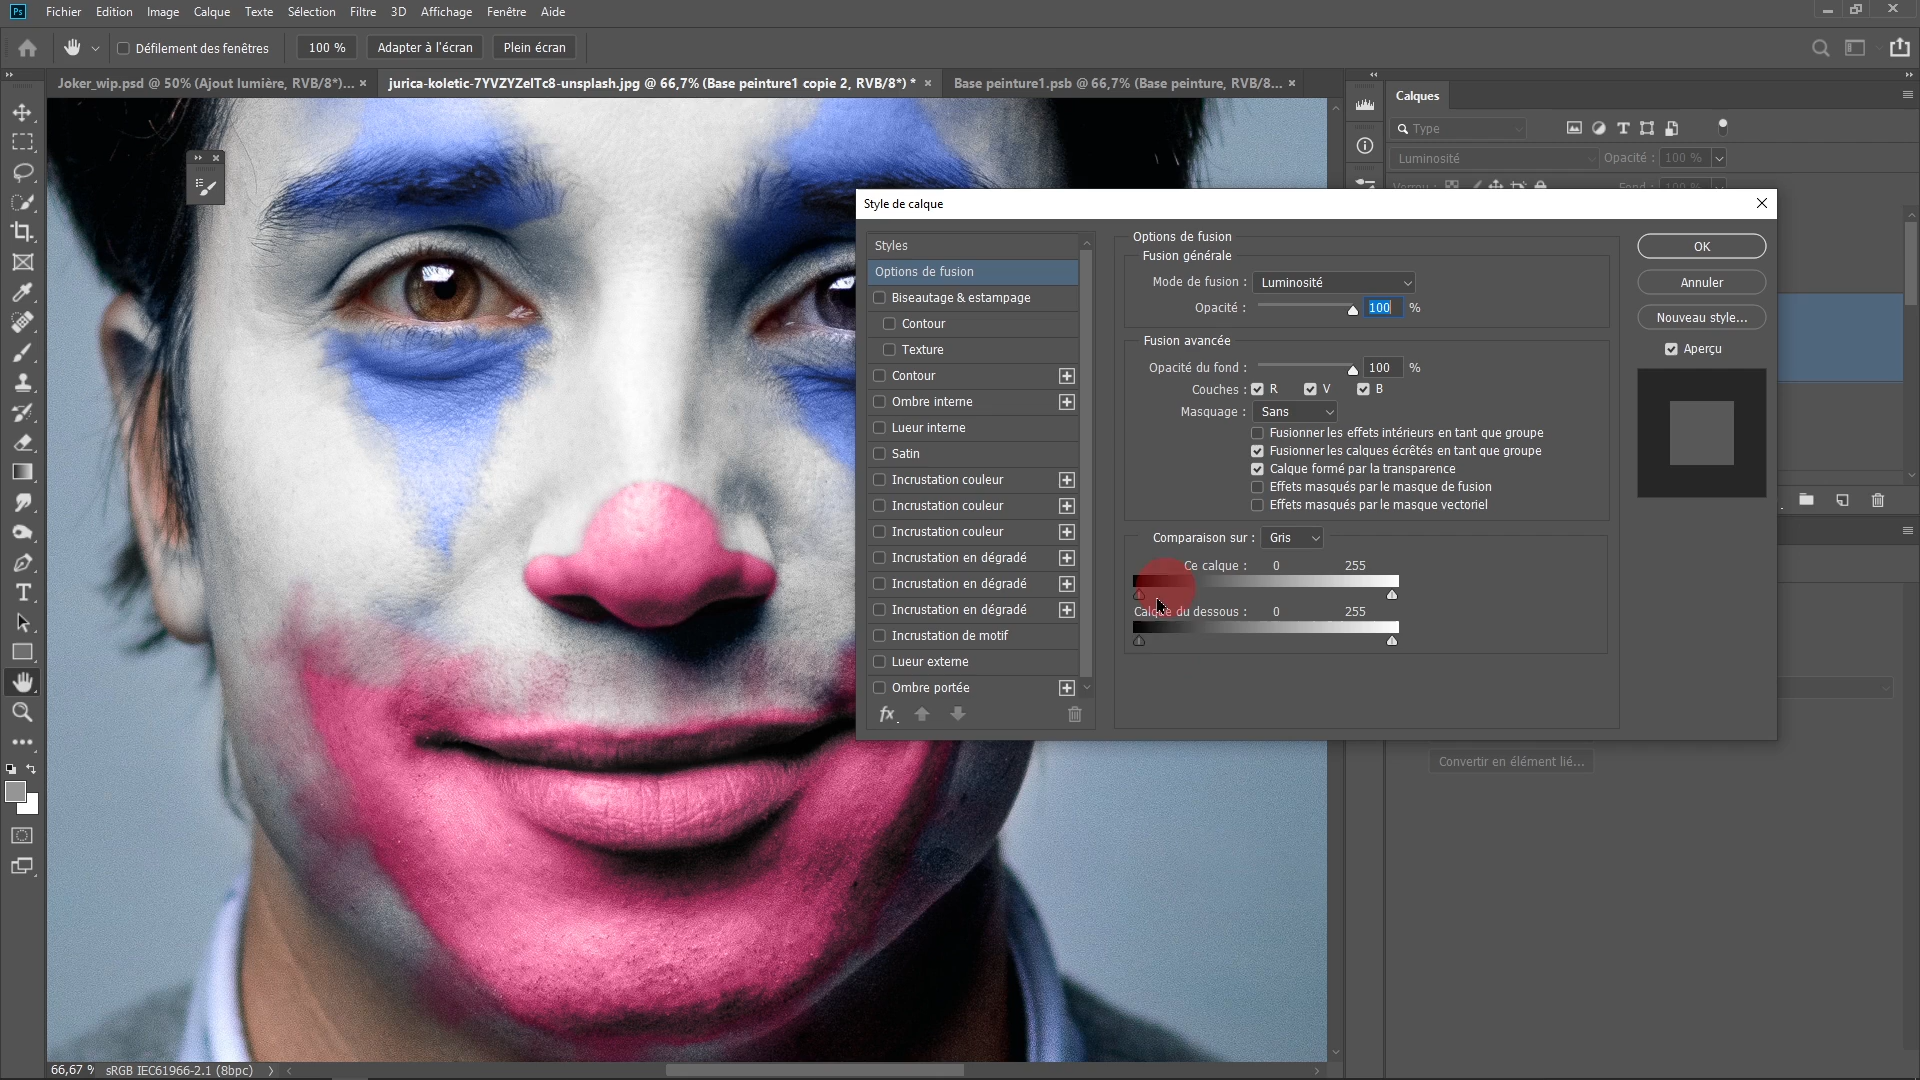 Ps
Fichier Edition Image Calque Texte Sélection Filtre 3D Affichage Fenêtre Aide
Défilement des fenêtres 100 % Adapter à l'écran Plein écran
Joker_wip.psd @ 50% (Ajout lumière, RVB/8*)... ×
jurica-koletic-7YVZYZeITc8-unsplash.jpg @ 66,7% (Base peinture1 copie 2, RVB/8*) * ×
Base peinture1.psb @ 66,7% (Base peinture, RVB/8... ×
Calques
Type
Luminosité Opacité : 100 %
Style de calque
Styles
Options de fusion
Biseautage & estampage
Contour
Texture
Contour
Ombre interne
Lueur interne
Satin
Incrustation couleur
Incrustation couleur
Incrustation couleur
Incrustation en dégradé
Incrustation en dégradé
Incrustation en dégradé
Incrustation de motif
Lueur externe
Ombre portée
fx
Options de fusion
Fusion générale
Mode de fusion : Luminosité
Opacité : 100 %
Fusion avancée
Opacité du fond : 100 %
Couches : R V B
Masquage : Sans
Fusionner les effets intérieurs en tant que groupe
Fusionner les calques écrêtés en tant que groupe
Calque formé par la transparence
Effets masqués par le masque de fusion
Effets masqués par le masque vectoriel
Comparaison sur : Gris
Ce calque : 0 255
Calque du dessous : 0 255
OK
Annuler
Nouveau style...
Aperçu
Convertir en élément lié...
66,67 % sRGB IEC61966-2.1 (8bpc)